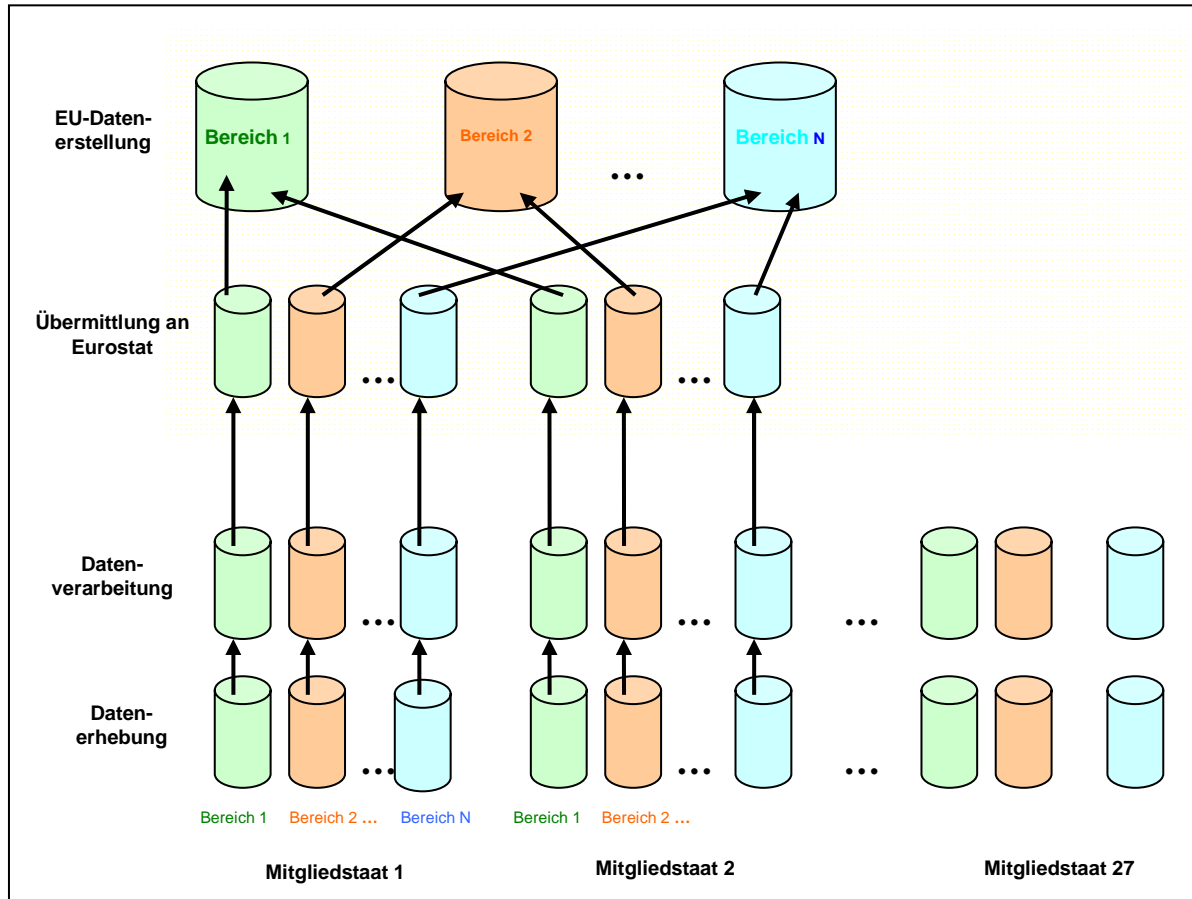 EU-Daten-
erstellung
Bereich 1
Bereich 2
Bereich N
...
Übermittlung an
Eurostat
... ...
Daten-
verarbeitung
... ... ...
Daten-
erhebung
... ... ...
Bereich 1 Bereich 2 ... Bereich N Bereich 1 Bereich 2 ...
Mitgliedstaat 1 Mitgliedstaat 2 Mitgliedstaat 27